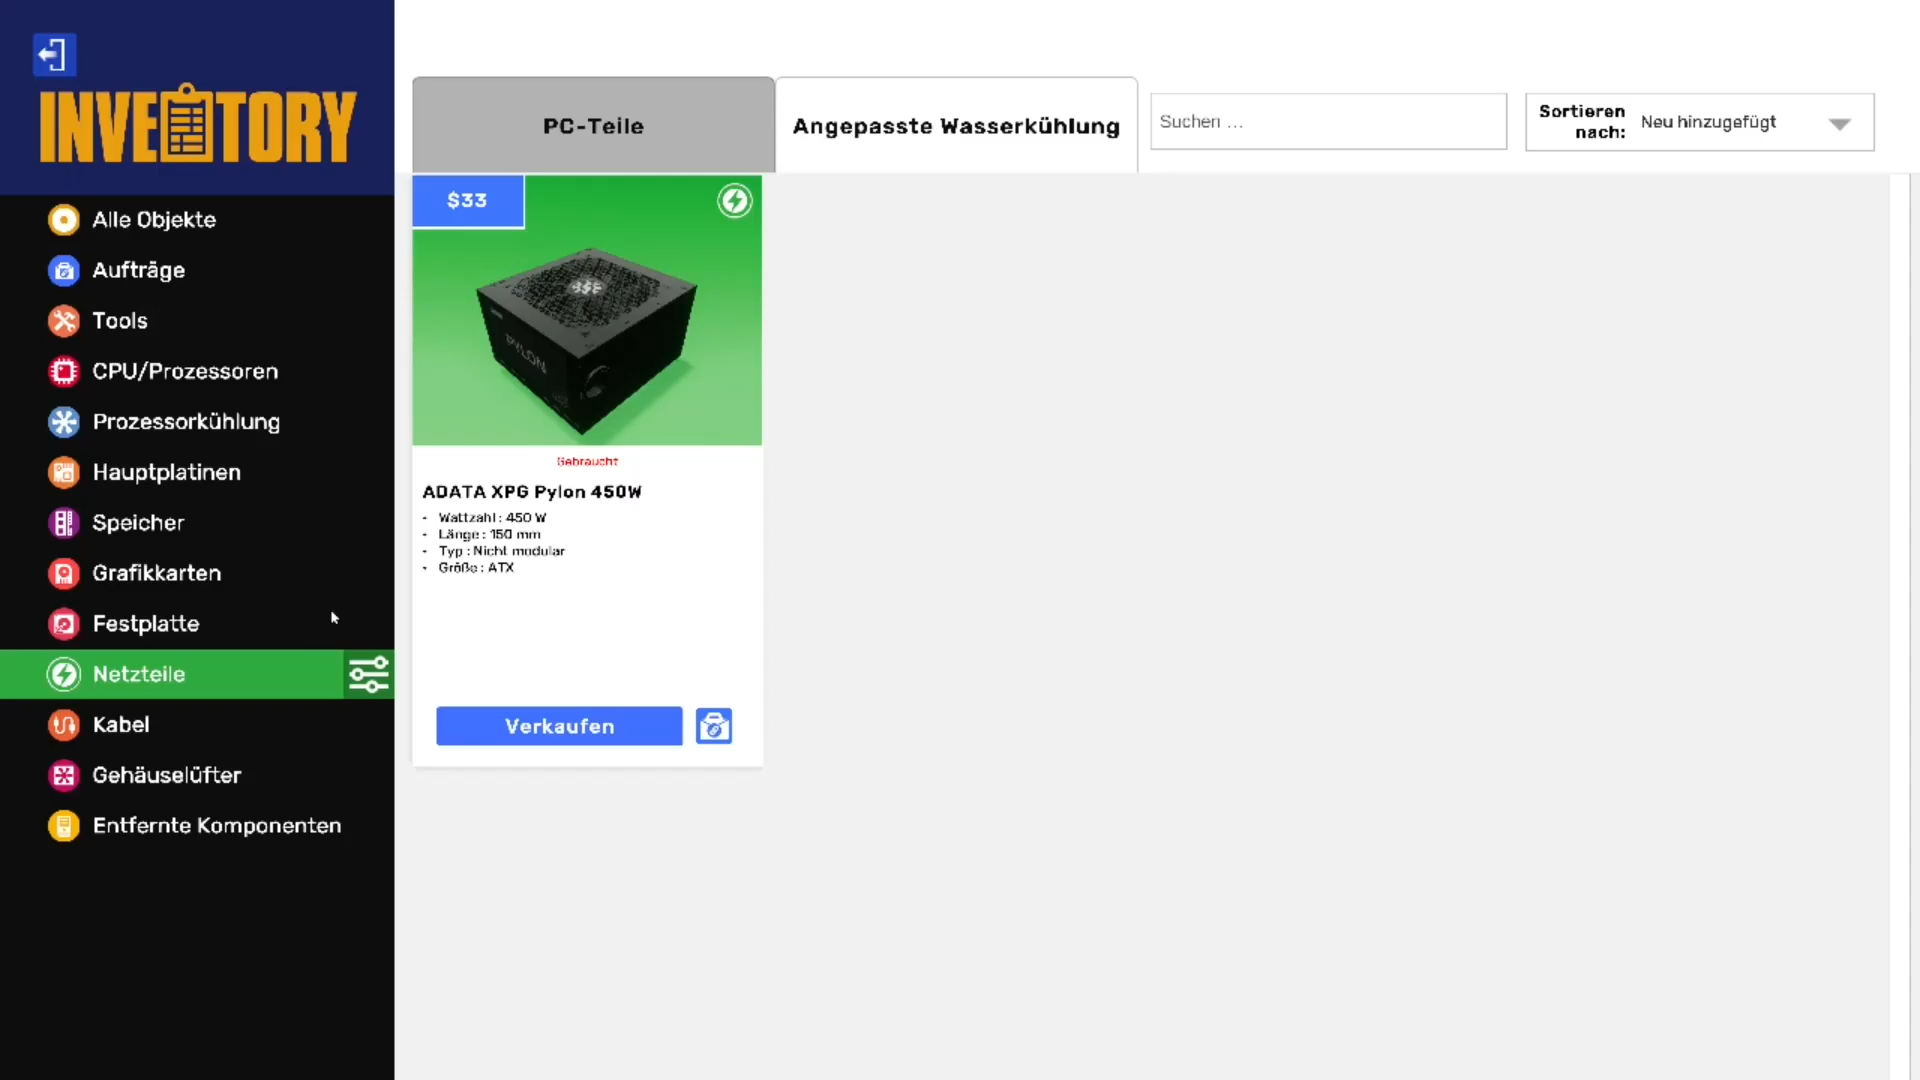 INVENTORY
Alle Objekte
Aufträge
Tools
CPU/Prozessoren
Prozessorkühlung
Hauptplatinen
Speicher
Grafikkarten
Festplatte
Netzteile
Kabel
Gehäuselüfter
Entfernte Komponenten
PC-Teile
Angepasste Wasserkühlung
Suchen ...
Sortieren
nach:
Neu hinzugefügt
$33
PYLON
Gebraucht
ADATA XPG Pylon 450W
- Wattzahl : 450 W
- Länge : 150 mm
- Typ : Nicht modular
- Größe : ATX
Verkaufen